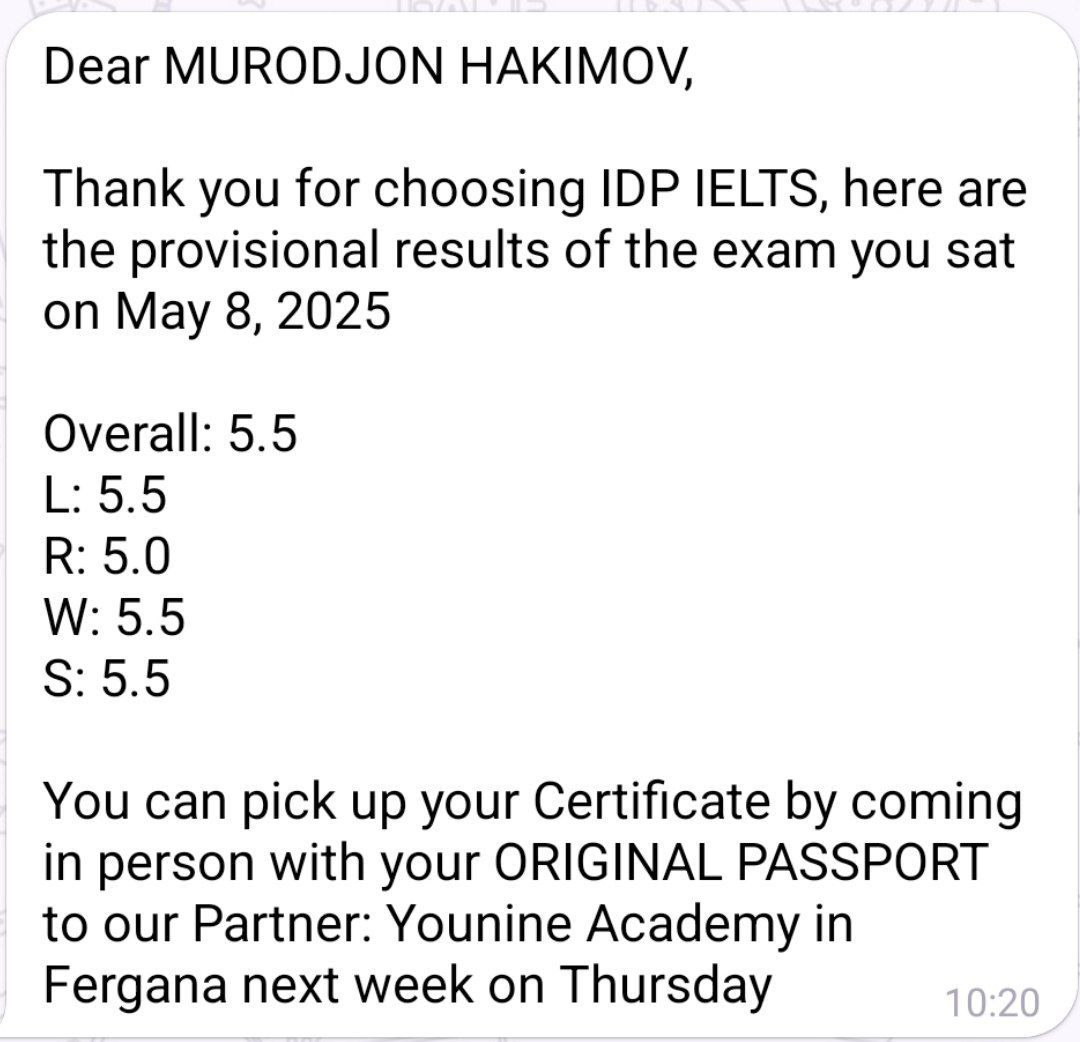 Dear MURODJON HAKIMOV,
Thank you for choosing IDP IELTS, here are
the provisional results of the exam you sat
on May 8, 2025
Overall: 5.5
L: 5.5
R: 5.0
W: 5.5
S: 5.5
You can pick up your Certificate by coming
in person with your ORIGINAL PASSPORT
to our Partner: Younine Academy in
Fergana next week on Thursday
10:20